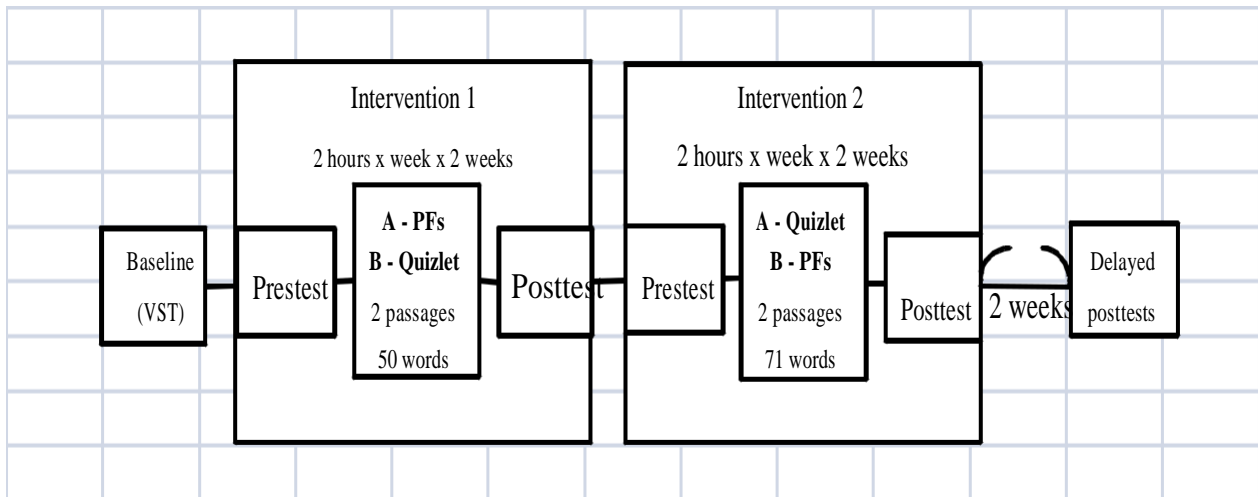 Intervention 1
2 hours x week x 2 weeks
Baseline
(VST)
Prestest
A - PFs
B - Quizlet
2 passages
50 words
Posttest
Intervention 2
2 hours x week x 2 weeks
Prestest
A - Quizlet
B - PFs
2 passages
71 words
Posttest
2 weeks
Delayed
posttests